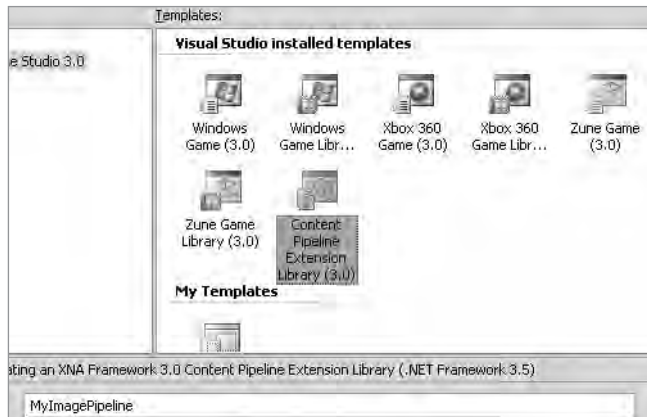 Templates:
e Studio 3.0
Visual Studio installed templates
Windows Game (3.0)
Windows Game Libr...
Xbox 360 Game (3.0)
Xbox 360 Game Libr...
Zune Game (3.0)
Zune Game Library (3.0)
Content Pipeline Extension Library (3.0)
My Templates
ating an XNA Framework 3.0 Content Pipeline Extension Library (.NET Framework 3.5)
MyImagePipeline